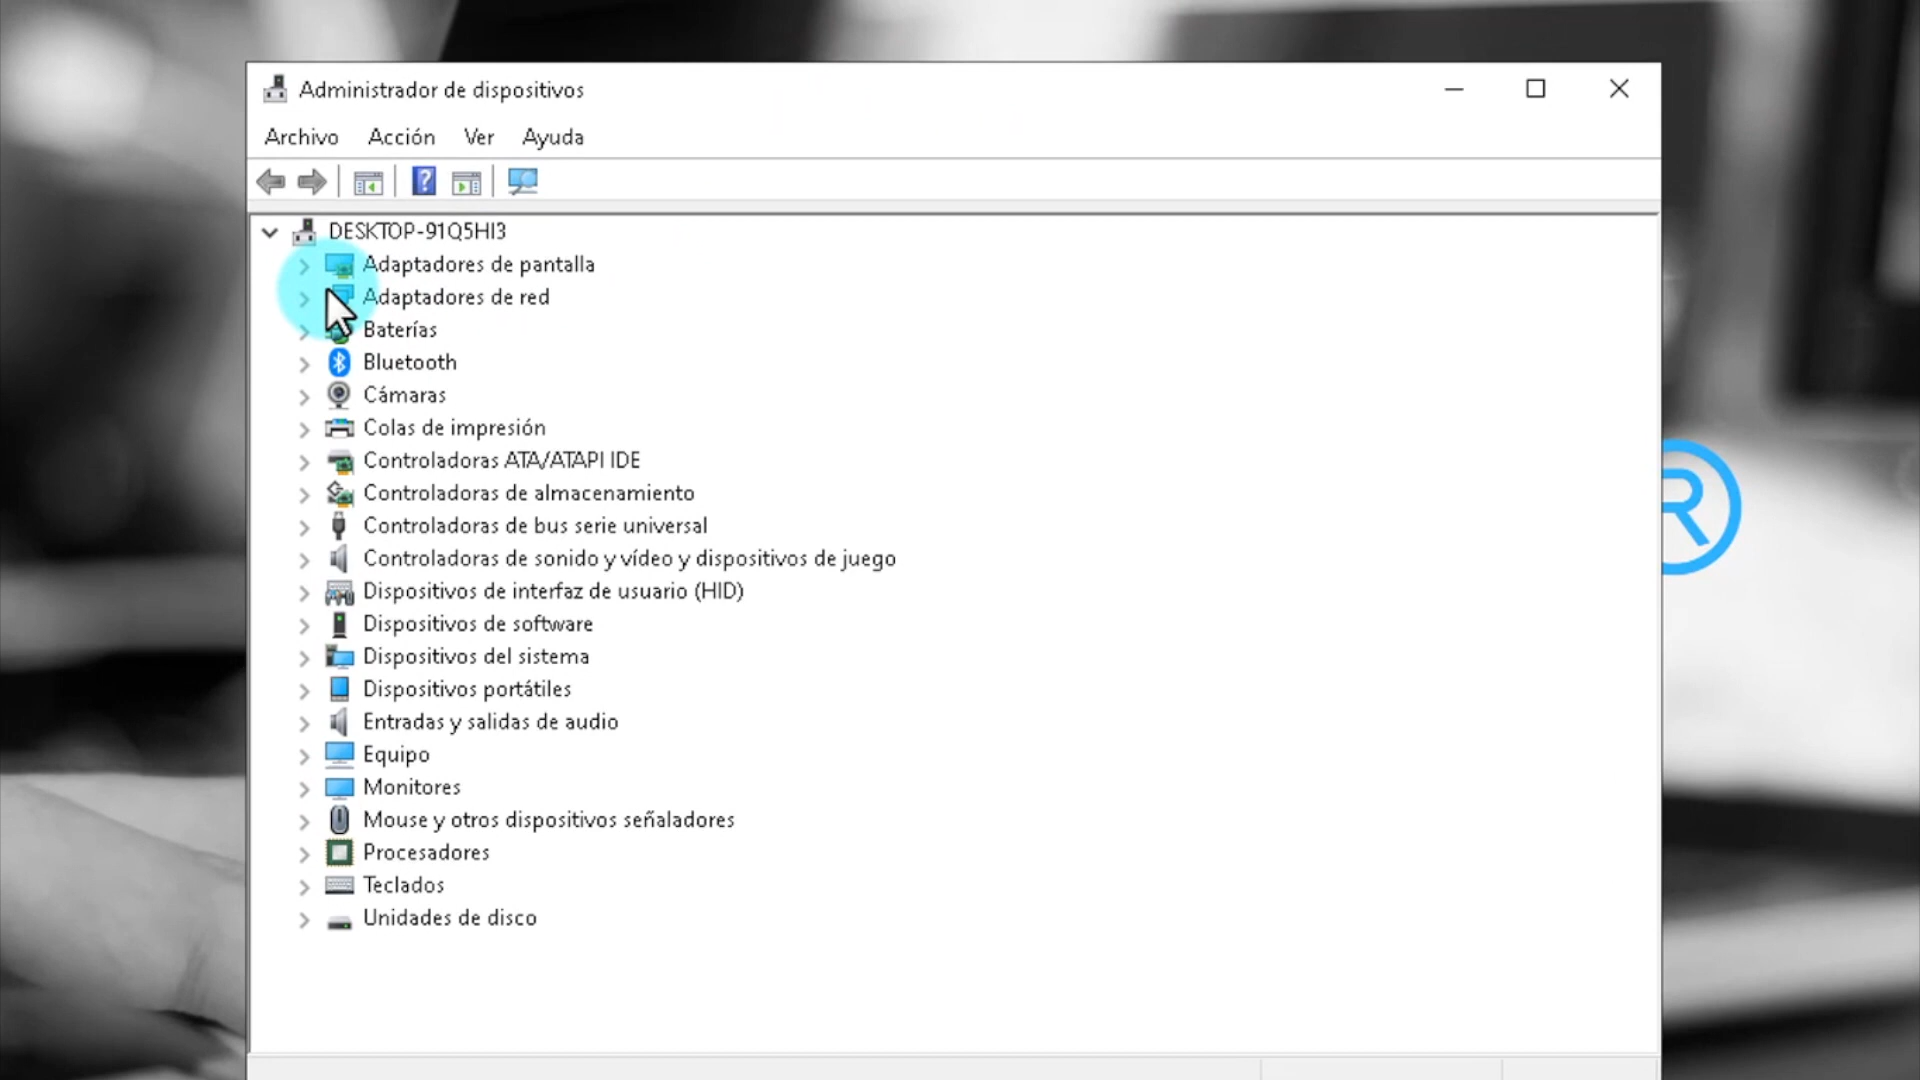 Administrador de dispositivos
Archivo Acción Ver Ayuda
?
DESKTOP-91Q5HI3
Adaptadores de pantalla
Adaptadores de red
Baterías
Bluetooth
Cámaras
Colas de impresión
Controladoras ATA/ATAPI IDE
Controladoras de almacenamiento
Controladoras de bus serie universal
Controladoras de sonido y vídeo y dispositivos de juego
R
Dispositivos de interfaz de usuario (HID)
Dispositivos de software
Dispositivos del sistema
Dispositivos portátiles
Entradas y salidas de audio
Equipo
Monitores
Mouse y otros dispositivos señaladores
Procesadores
Teclados
Unidades de disco